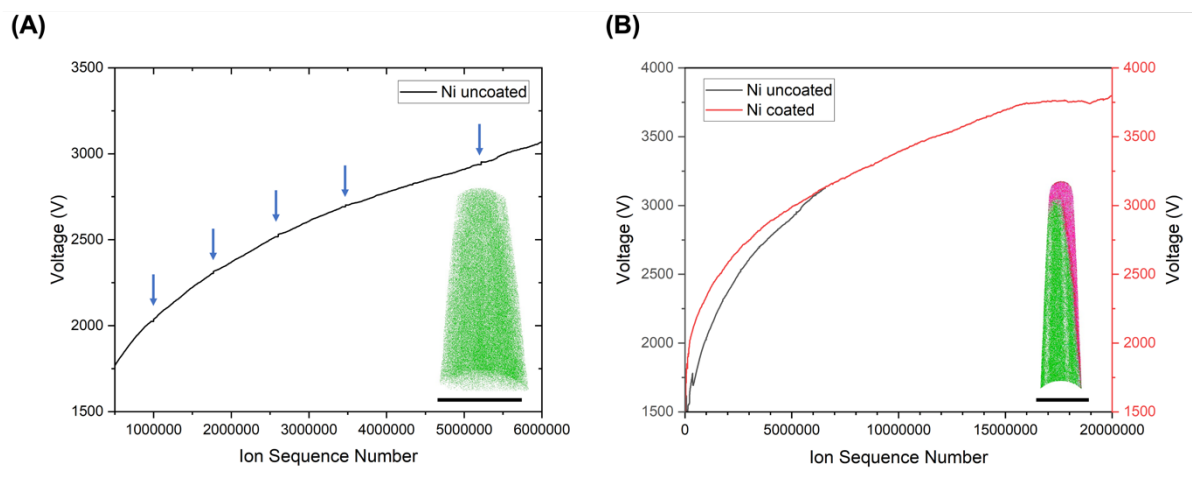 (A)
3500
3000
2500
2000
1500
Voltage (V)
Ni uncoated
1000000 2000000 3000000 4000000 5000000 6000000
Ion Sequence Number
(B)
4000
3500
3000
2500
2000
1500
Voltage (V)
Ni uncoated
Ni coated
4000
3500
3000
2500
2000
1500
Voltage (V)
0 5000000 10000000 15000000 20000000
Ion Sequence Number